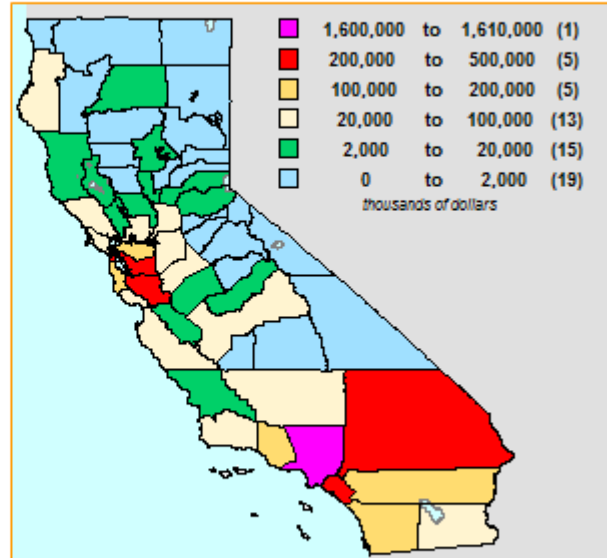 1,600,000 to 1,610,000 (1)
200,000 to 500,000 (5)
100,000 to 200,000 (5)
20,000 to 100,000 (13)
2,000 to 20,000 (15)
0 to 2,000 (19)
thousands of dollars